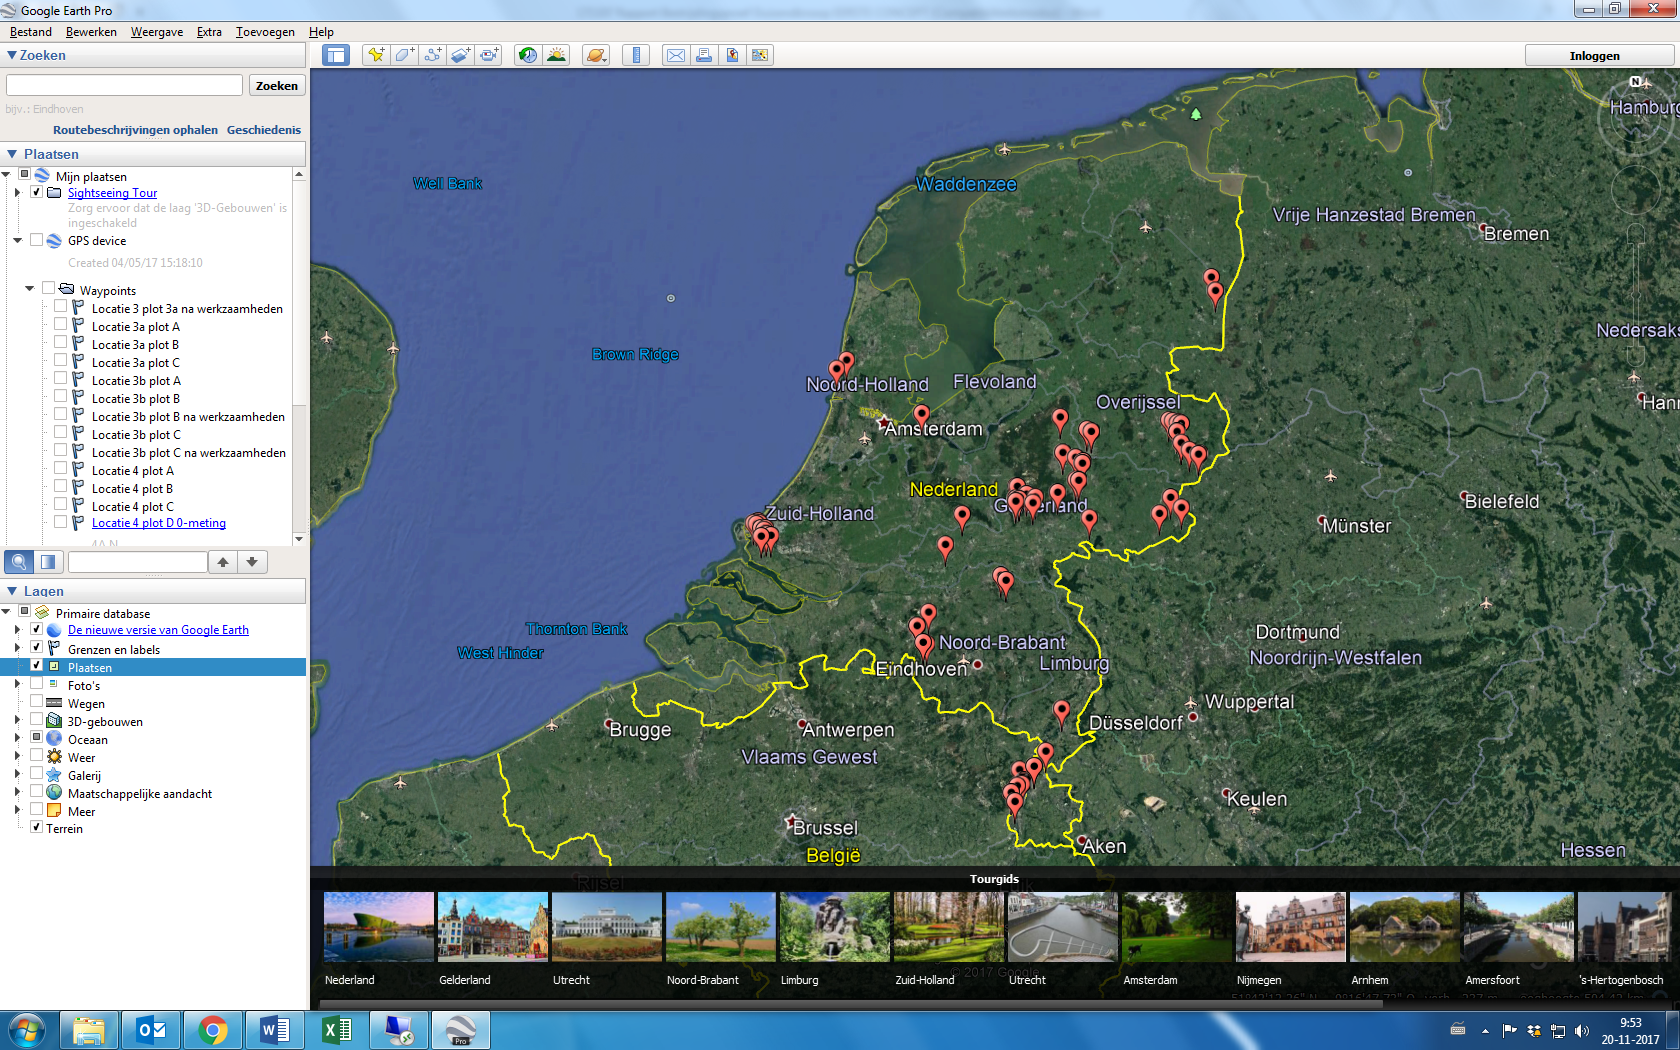 Google Earth Pro
Bestand Bewerken Weergave Extra Toevoegen Help
Zoeken
Zoeken
bijv.: Eindhoven
Routebeschrijvingen ophalen Geschiedenis
Plaatsen
Mijn plaatsen
Sightseeing Tour
Zorg ervoor dat de laag '3D-Gebouwen' is
ingeschakeld
GPS device
Created 04/05/17 15:18:10
Waypoints
Locatie 3 plot 3a na werkzaamheden
Locatie 3a plot A
Locatie 3a plot B
Locatie 3a plot C
Locatie 3b plot A
Locatie 3b plot B
Locatie 3b plot B na werkzaamheden
Locatie 3b plot C
Locatie 3b plot C na werkzaamheden
Locatie 4 plot A
Locatie 4 plot B
Locatie 4 plot C
Locatie 4 plot D 0-meting
Lagen
Primaire database
De nieuwe versie van Google Earth
Grenzen en labels
Plaatsen
Foto's
Wegen
3D-gebouwen
Oceaan
Weer
Galerij
Maatschappelijke aandacht
Meer
Terrein
Inloggen
N
Hamburg
Well Bank
Waddenzee
Vrije Hanzestad Bremen
Bremen
Nedersaks
Brown Ridge
Noord-Holland
Flevoland
Overijssel
Hann
Amsterdam
Nederland
Gelderland
Bielefeld
Zuid-Holland
Münster
Thornton Bank
West Hinder
Noord-Brabant
Limburg
Eindhoven
Dortmund
Noordrijn-Westfalen
Wuppertal
Brugge
Antwerpen
Düsseldorf
Vlaams Gewest
Keulen
Brussel
België
Aken
Hessen
Rijsel
Tourgids
Nederland
Gelderland
Utrecht
Noord-Brabant
Limburg
Zuid-Holland
Utrecht
Amsterdam
Nijmegen
Arnhem
Amersfoort
's-Hertogenbosch
© 2017 Google
Pro
9:53
20-11-2017